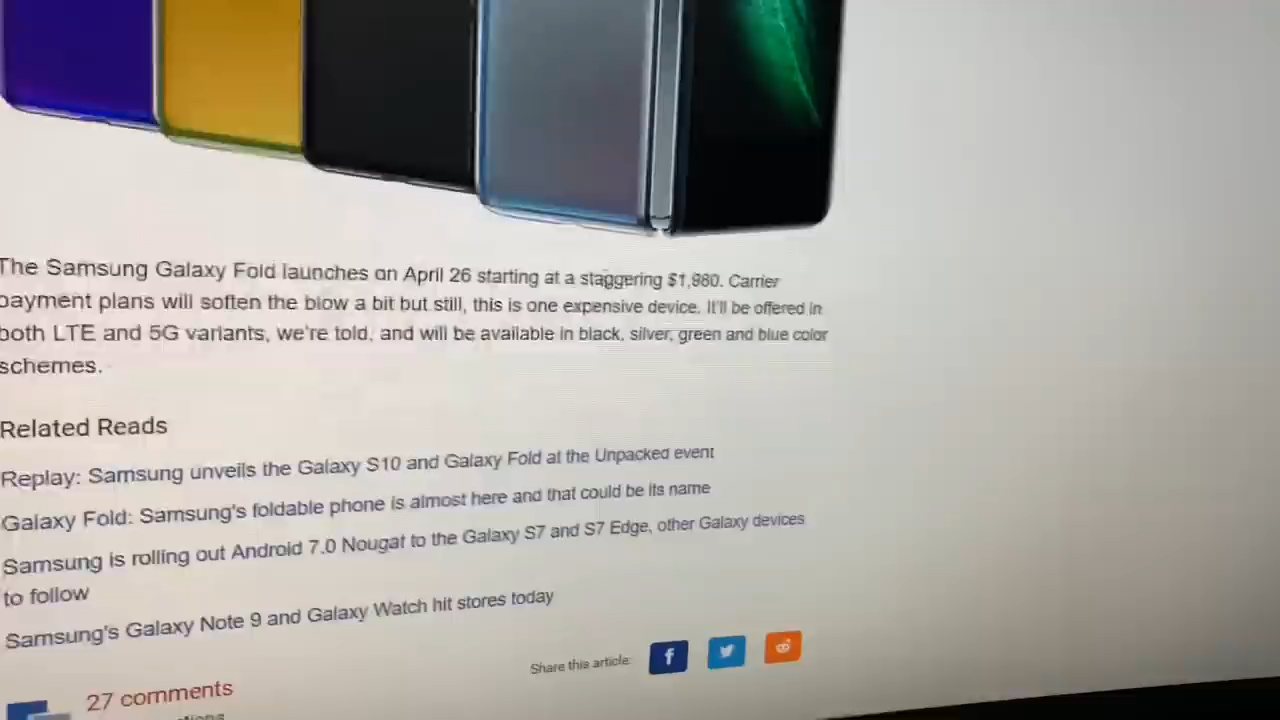 The Samsung Galaxy Fold launches on April 26 starting at a staggering $1,980. Carrier
payment plans will soften the blow a bit but still, this is one expensive device. It'll be offered in
both LTE and 5G variants, we're told, and will be available in black, silver, green and blue color
schemes.
Related Reads
Replay: Samsung unveils the Galaxy S10 and Galaxy Fold at the Unpacked event
Galaxy Fold: Samsung's foldable phone is almost here and that could be its name
Samsung is rolling out Android 7.0 Nougat to the Galaxy S7 and S7 Edge, other Galaxy devices
to follow
Samsung's Galaxy Note 9 and Galaxy Watch hit stores today
Share this article:
27 comments